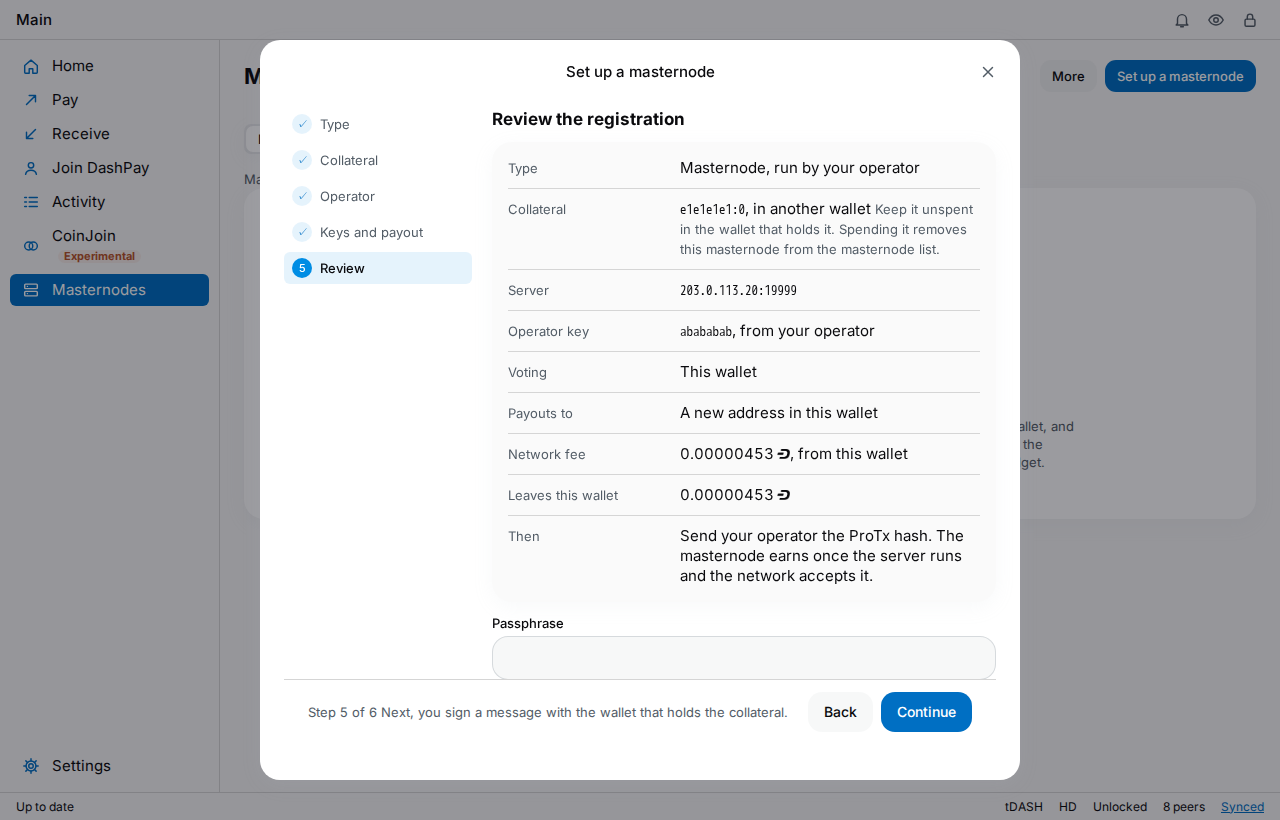 Main
Home
Pay
Receive
Join DashPay
Activity
CoinJoin
Experimental
Masternodes
Settings
More
Set up a masternode
allet, and
the
get.
Set up a masternode
✓ Type
✓ Collateral
✓ Operator
✓ Keys and payout
5 Review
Review the registration
Type Masternode, run by your operator
Collateral e1e1e1e1:0, in another wallet Keep it unspent
in the wallet that holds it. Spending it removes
this masternode from the masternode list.
Server 203.0.113.20:19999
Operator key abababab, from your operator
Voting This wallet
Payouts to A new address in this wallet
Network fee 0.00000453, from this wallet
Leaves this wallet 0.00000453
Then Send your operator the ProTx hash. The
masternode earns once the server runs
and the network accepts it.
Passphrase
Step 5 of 6 Next, you sign a message with the wallet that holds the collateral.
Back
Continue
Up to date
tDASH HD Unlocked 8 peers Synced